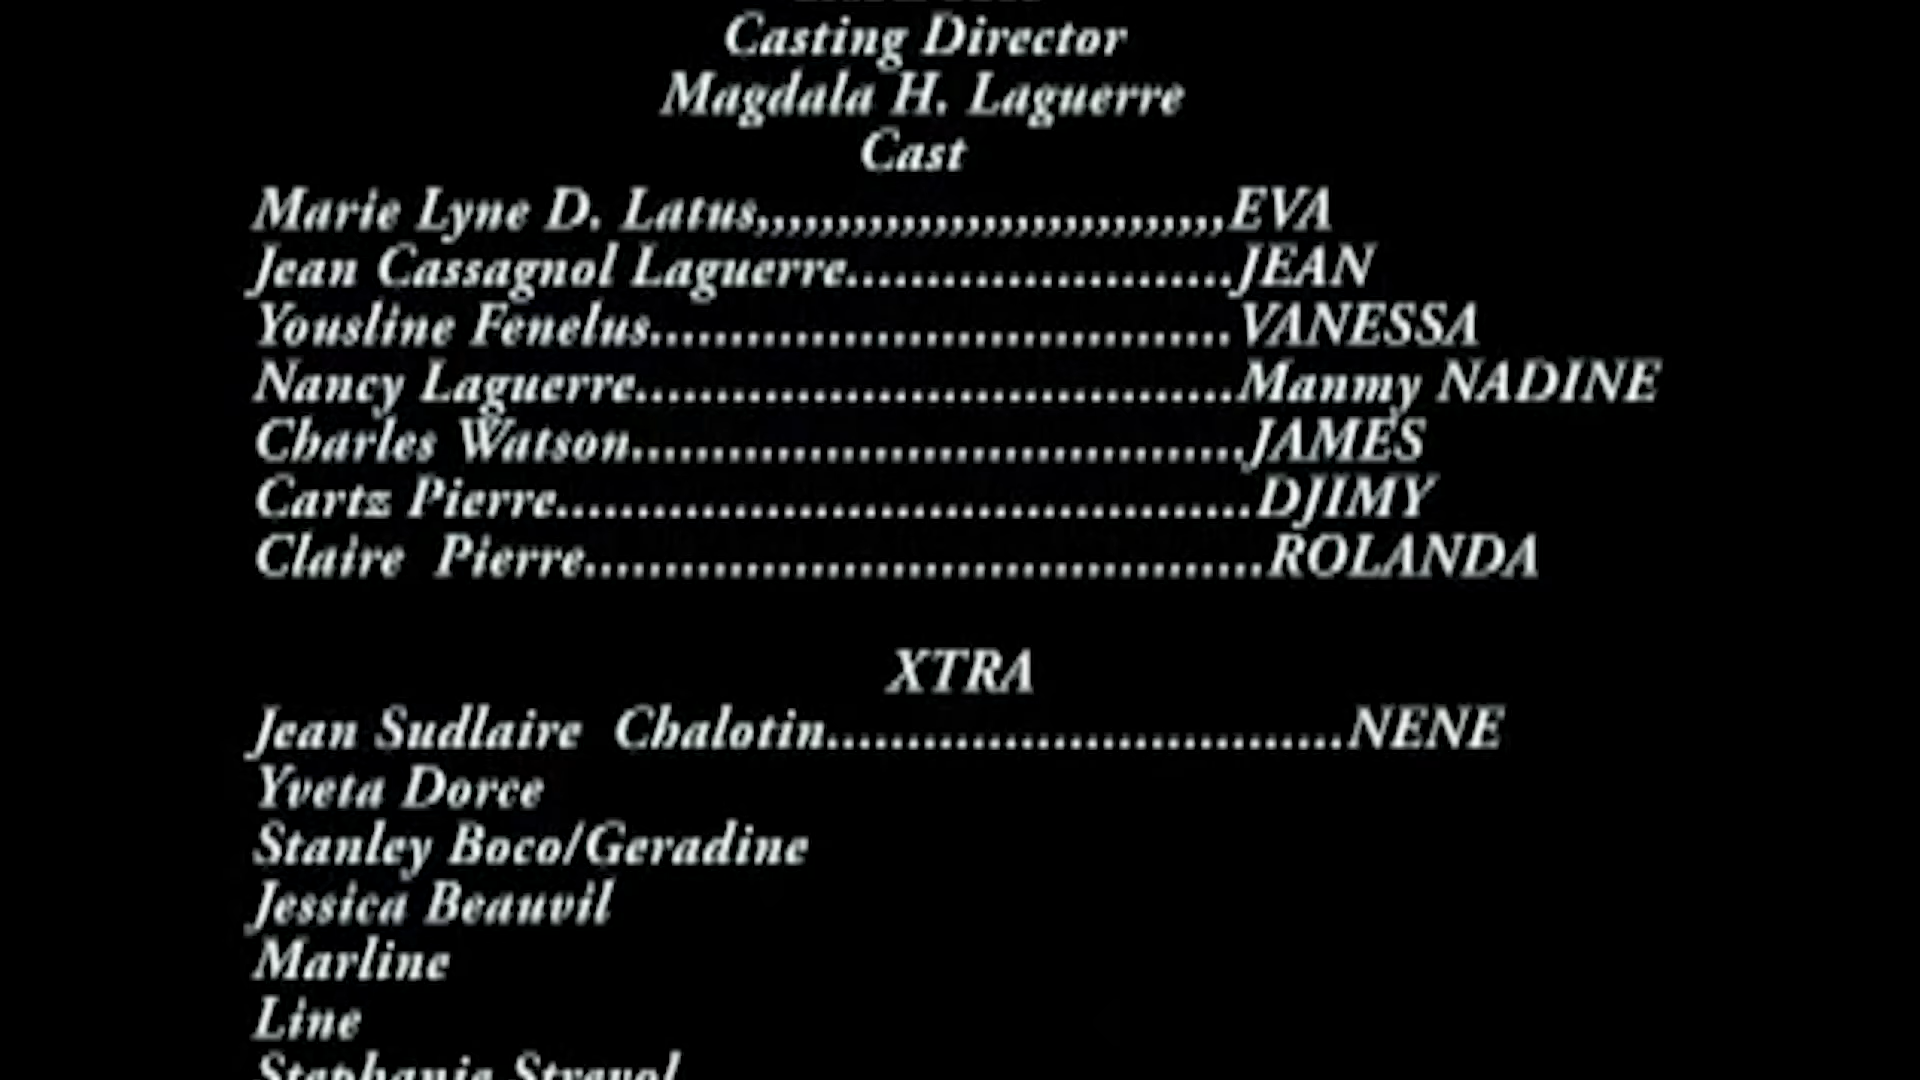 Casting Director
Magdala H. Laguerre
Cast
Marie Lyne D. Latus,,,,,,,,,,,,,,,,,,,,,,,,,,,,,EVA
Jean Cassagnol Laguerre........................JEAN
Yousline Fenelus....................................VANESSA
Nancy Laguerre.....................................Manmy NADINE
Charles Watson......................................JAMES
Cartz Pierre...........................................DJIMY
Claire Pierre..........................................ROLANDA
XTRA
Jean Sudlaire Chalotin................................NENE
Yveta Dorce
Stanley Boco/Geradine
Jessica Beauvil
Marline
Line
Stephanie